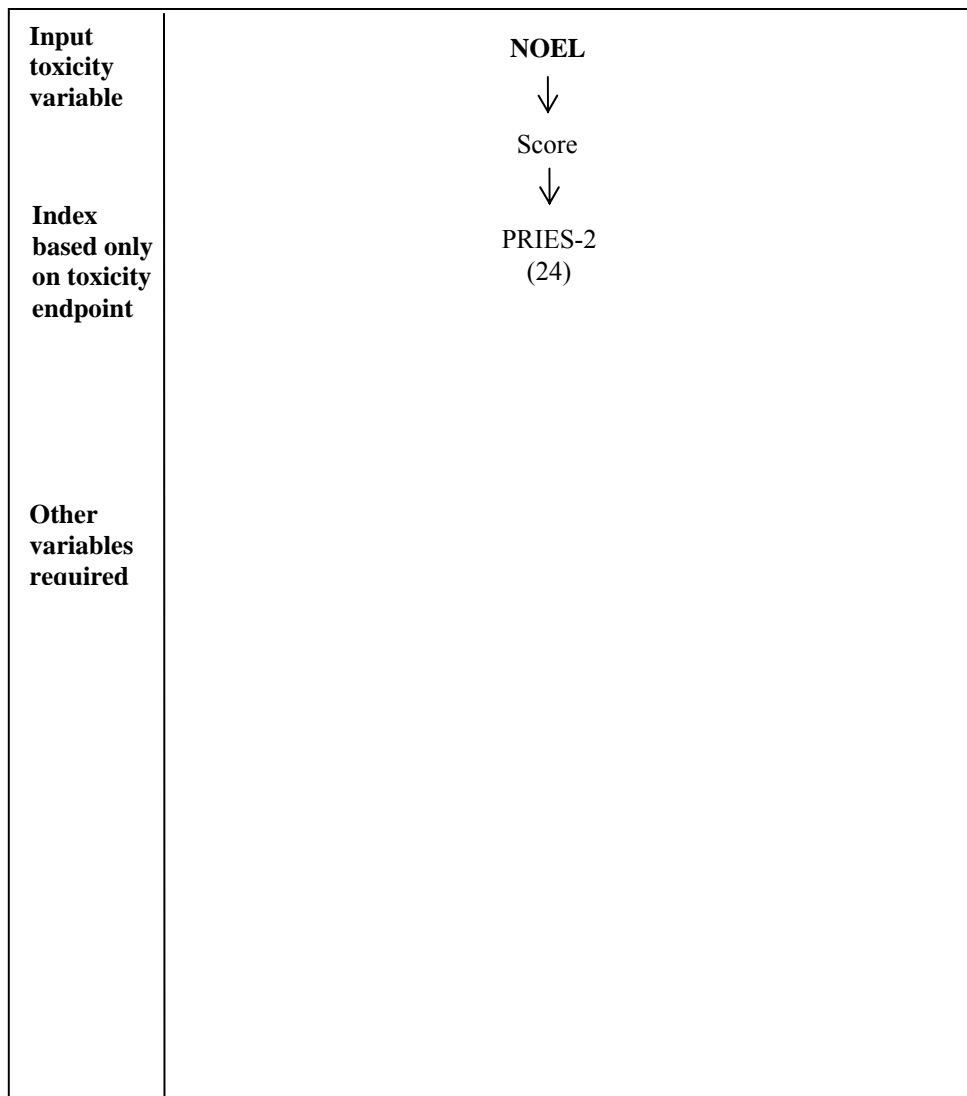 Input
toxicity
variable
NOEL
Score
Index
based only
on toxicity
endpoint
PRIES-2
(24)
Other
variables
required